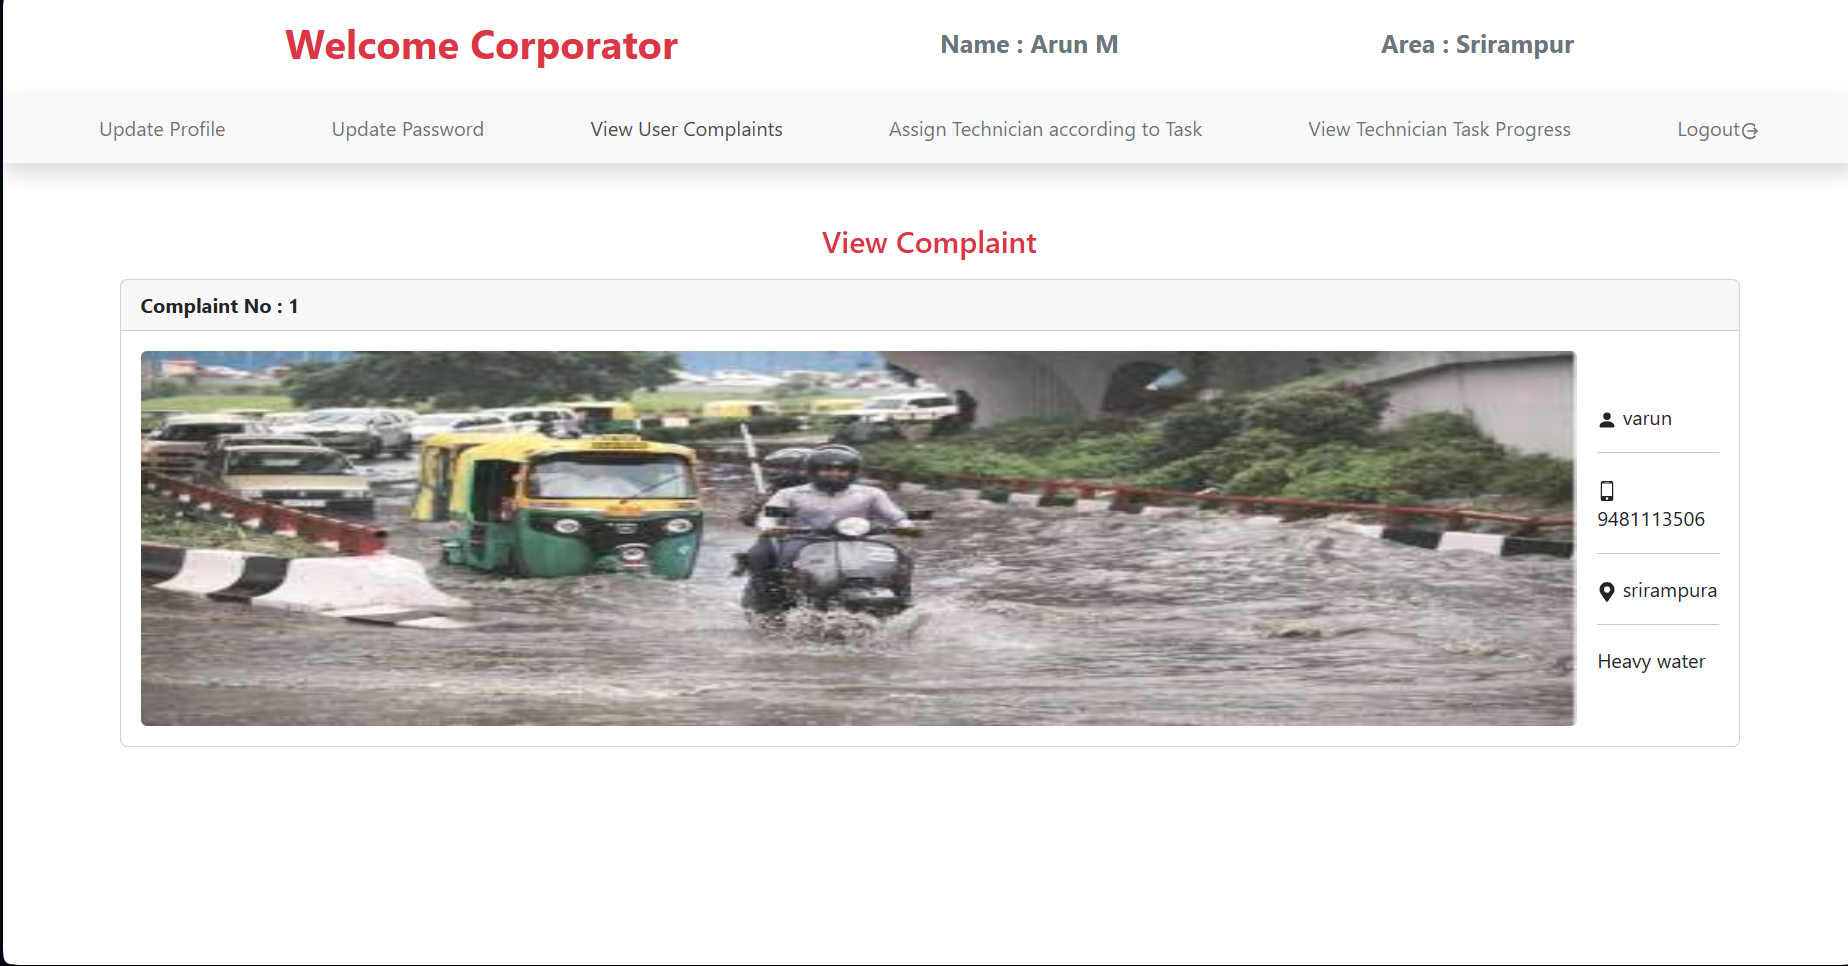 Welcome Corporator
Name : Arun M
Area : Srirampur
Update Profile
Update Password
View User Complaints
Assign Technician according to Task
View Technician Task Progress
Logout
View Complaint
Complaint No : 1
varun
9481113506
srirampura
Heavy water